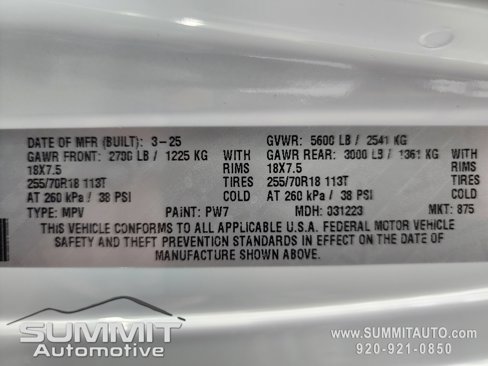 DATE OF MFR (BUILT): 3-25 GVWR: 5600 LB / 2541 KG
GAWR FRONT: 2700 LB / 1225 KG WITH GAWR REAR: 3000 LB / 1361 KG WITH
18X7.5 RIMS 18X7.5 RIMS
255/70R18 113T TIRES 255/70R18 113T TIRES
AT 260 kPa / 38 PSI COLD AT 260 kPa / 38 PSI COLD
TYPE: MPV PAINT: PW7 MDH: 031223 MKT: 875
THIS VEHICLE CONFORMS TO ALL APPLICABLE U.S.A. FEDERAL MOTOR VEHICLE
SAFETY AND THEFT PREVENTION STANDARDS IN EFFECT ON THE DATE OF
MANUFACTURE SHOWN ABOVE.
SUMMIT
Automotive
WWW.SUMMITAUTO.COM
920-921-0850